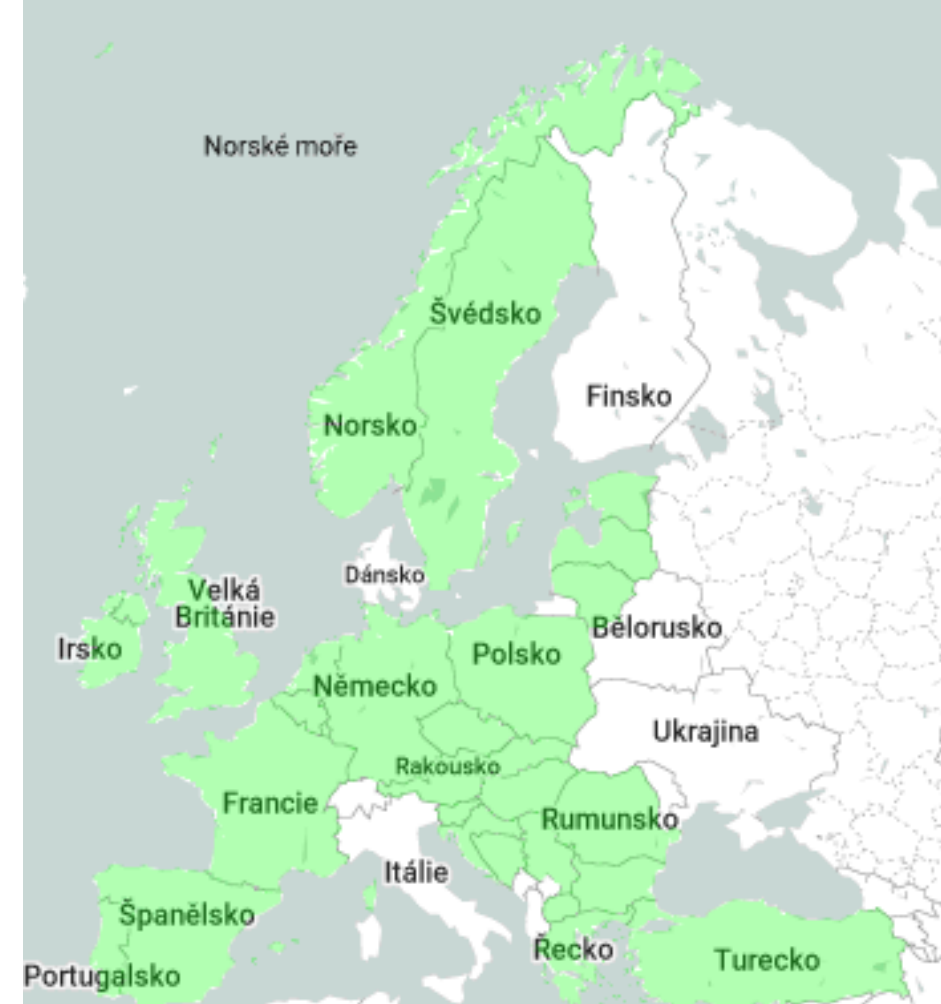 Norské moře
Švédsko
Finsko
Norsko
Dánsko
Velká
Británie
Irsko
Bělorusko
Polsko
Německo
Ukrajina
Rakousko
Francie
Rumunsko
Itálie
Španělsko
Řecko
Turecko
Portugalsko